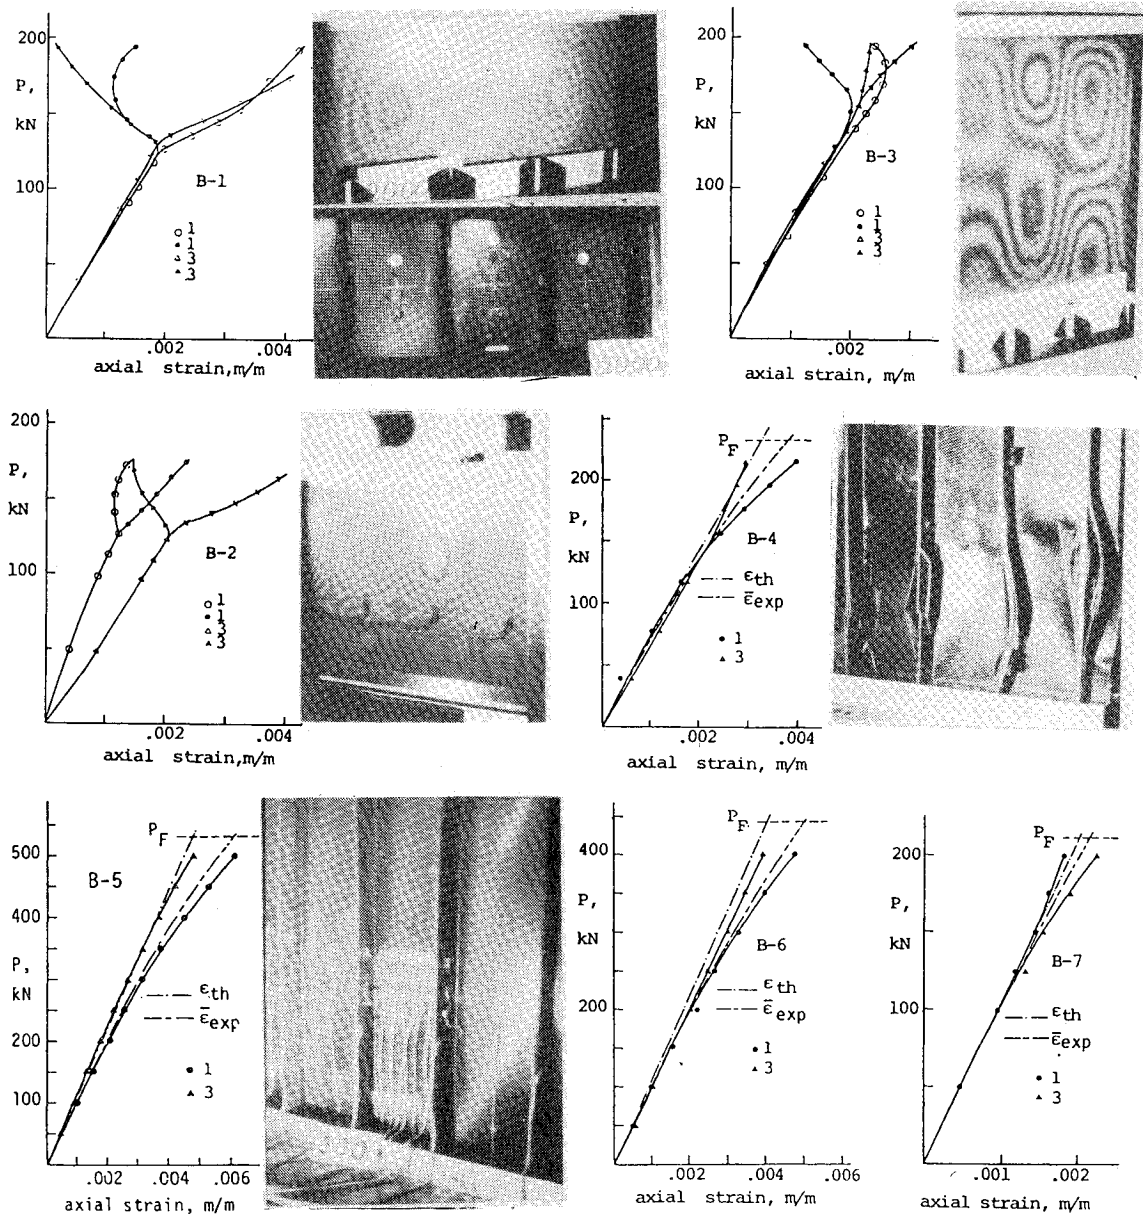 200
P,
kN
100
B-1
1
1
3
3
.002
.004
axial strain,m/m
200
P,
kN
100
B-3
1
1
3
3
.002
axial strain, m/m
200
P,
kN
100
B-2
1
1
3
3
.002
.004
axial strain,m/m
P_F
200
P,
kN
100
B-4
ε_th
ε̄_exp
1
3
.002
.004
axial strain, m/m
P_F
500
B-5
400
P,
300
kN
200
100
ε_th
ε̄_exp
1
3
.002
.004
.006
axial strain, m/m
P_F
400
P,
kN
B-6
200
ε_th
ε̄_exp
1
3
.002
.004
.006
axial strain, m/m
P_F
200
P,
kN
B-7
100
ε_th
ε̄_exp
1
3
.001
.002
axial strain, m/m